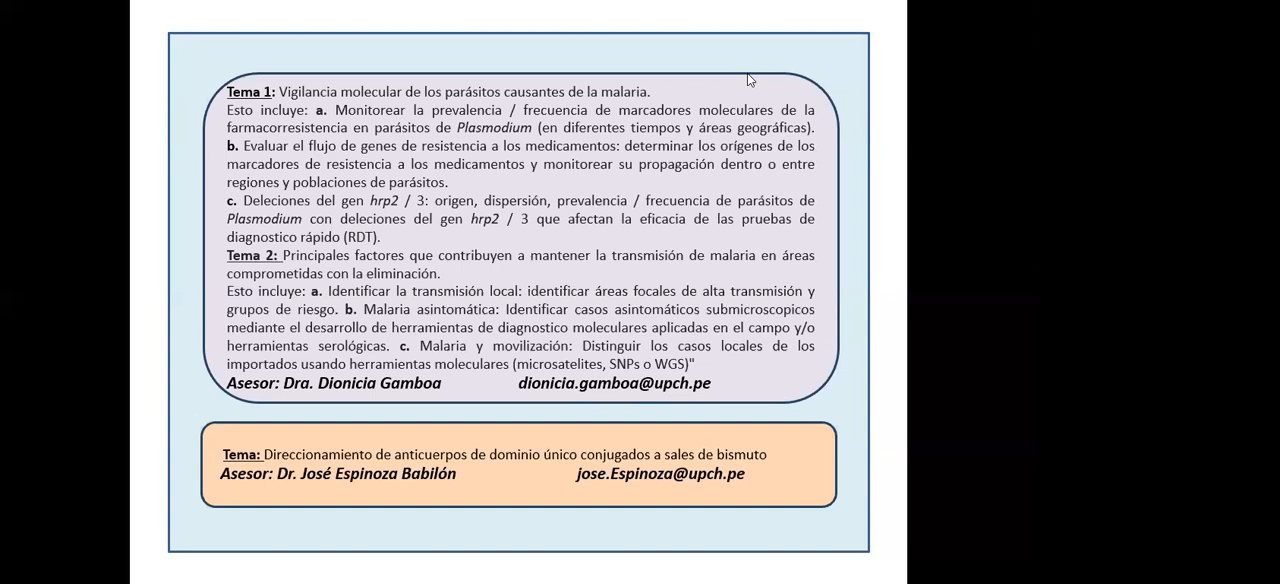 Tema 1: Vigilancia molecular de los parásitos causantes de la malaria.
Esto incluye: a. Monitorear la prevalencia / frecuencia de marcadores moleculares de la
farmacorresistencia en parásitos de Plasmodium (en diferentes tiempos y áreas geográficas).
b. Evaluar el flujo de genes de resistencia a los medicamentos: determinar los orígenes de los
marcadores de resistencia a los medicamentos y monitorear su propagación dentro o entre
regiones y poblaciones de parásitos.
c. Deleciones del gen hrp2 / 3: origen, dispersión, prevalencia / frecuencia de parásitos de
Plasmodium con deleciones del gen hrp2 / 3 que afectan la eficacia de las pruebas de
diagnostico rápido (RDT).
Tema 2: Principales factores que contribuyen a mantener la transmisión de malaria en áreas
comprometidas con la eliminación.
Esto incluye: a. Identificar la transmisión local: identificar áreas focales de alta transmisión y
grupos de riesgo. b. Malaria asintomática: Identificar casos asintomáticos submicroscopicos
mediante el desarrollo de herramientas de diagnostico moleculares aplicadas en el campo y/o
herramientas serológicas. c. Malaria y movilización: Distinguir los casos locales de los
importados usando herramientas moleculares (microsatelites, SNPs o WGS)"
Asesor: Dra. Dionicia Gamboa dionicia.gamboa@upch.pe
Tema: Direccionamiento de anticuerpos de dominio único conjugados a sales de bismuto
Asesor: Dr. José Espinoza Babilón jose.Espinoza@upch.pe